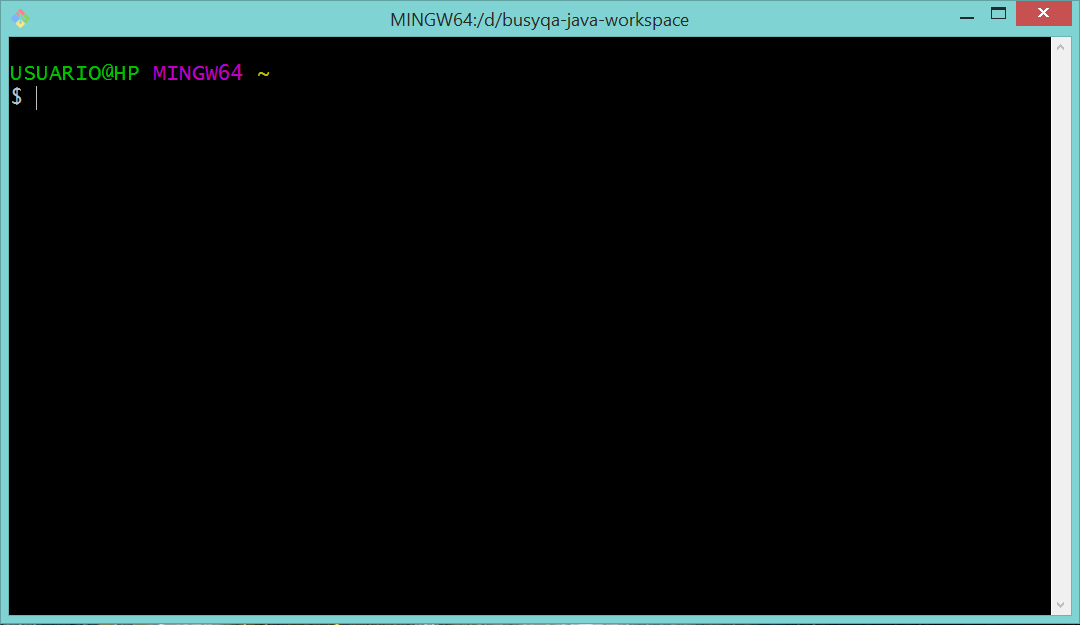 MINGW64:/d/busyqa-java-workspace
USUARIO@HP MINGW64 ~
$